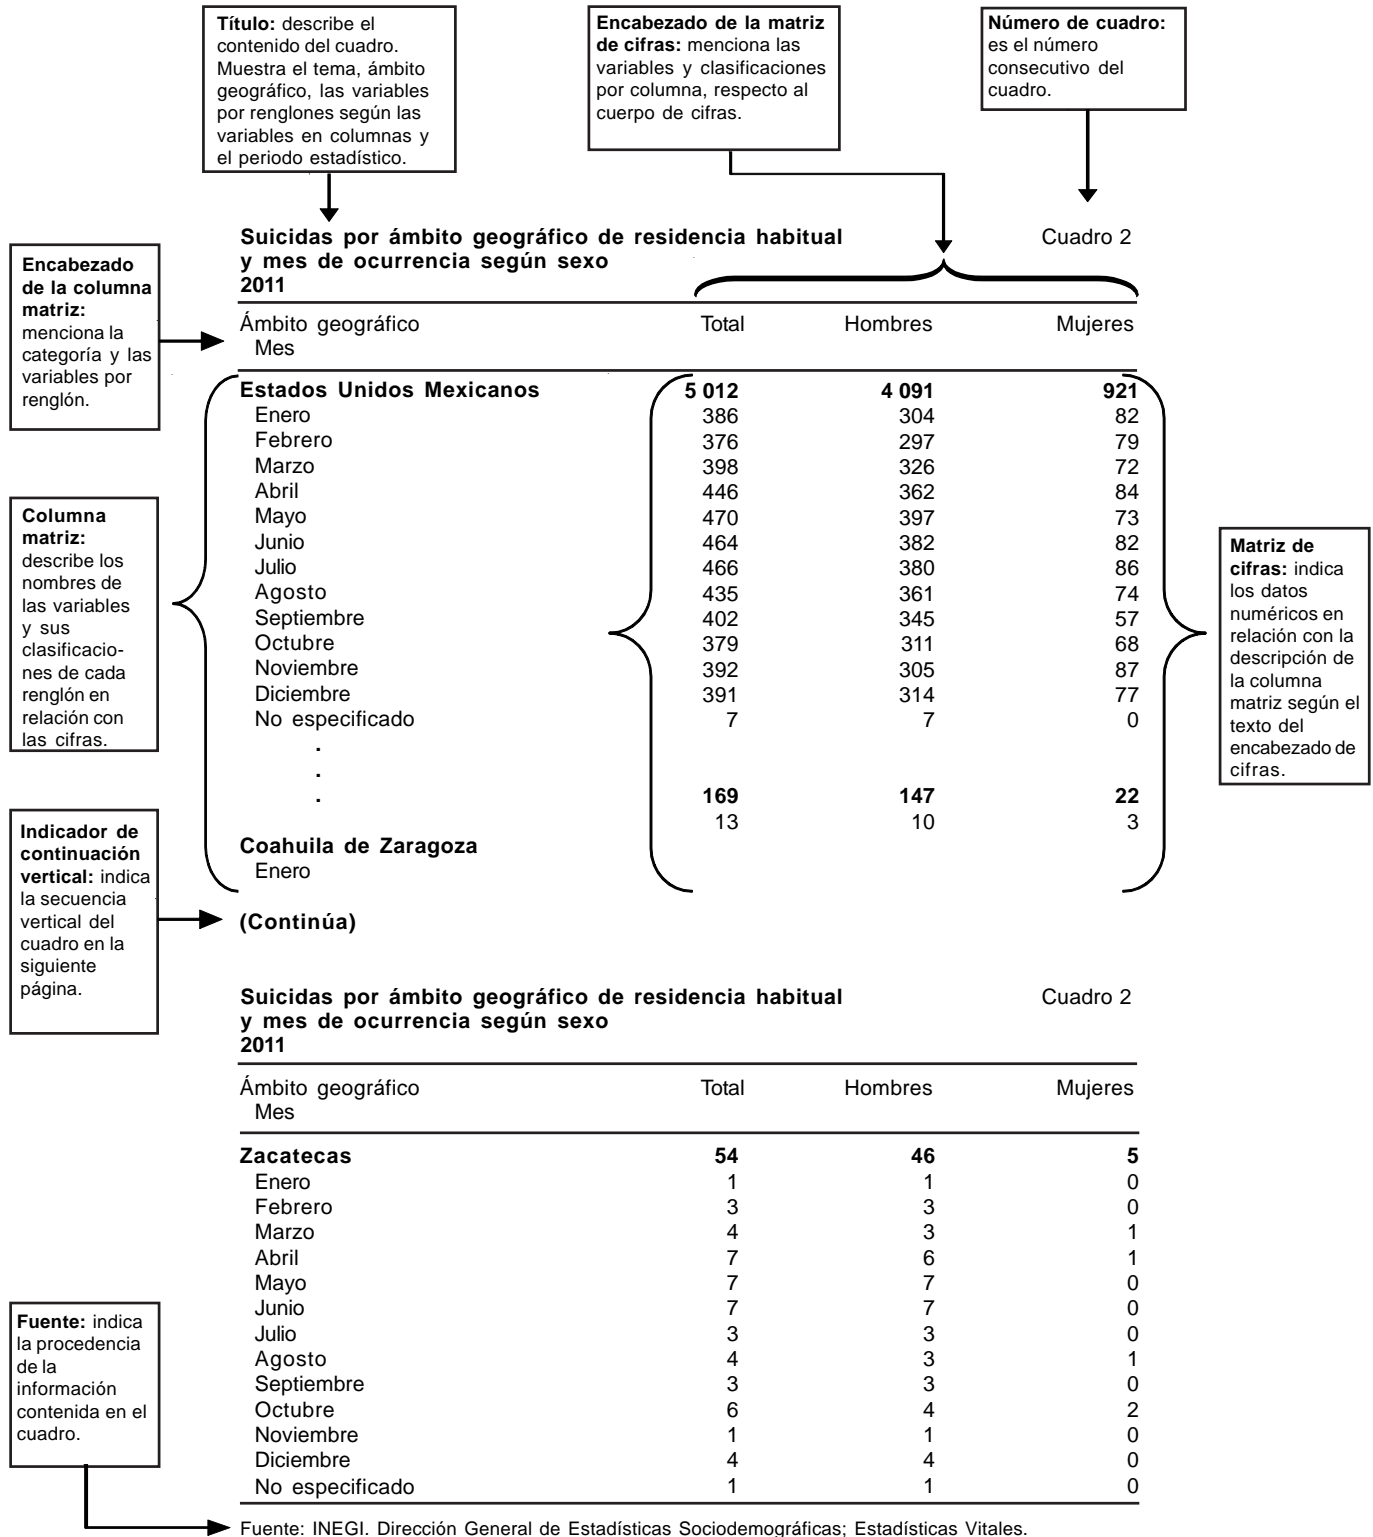 Título: describe el
contenido del cuadro.
Muestra el tema, ámbito
geográfico, las variables
por renglones según las
variables en columnas y
el periodo estadístico.
Encabezado de la matriz
de cifras: menciona las
variables y clasificaciones
por columna, respecto al
cuerpo de cifras.
Número de cuadro:
es el número
consecutivo del
cuadro.
Suicidas por ámbito geográfico de residencia habitual Cuadro 2
y mes de ocurrencia según sexo
2011
Encabezado
de la columna
matriz:
menciona la
categoría y las
variables por
renglón.
Ámbito geográfico Total Hombres Mujeres
Mes
Estados Unidos Mexicanos 5 012 4 091 921
Enero 386 304 82
Febrero 376 297 79
Marzo 398 326 72
Abril 446 362 84
Mayo 470 397 73
Junio 464 382 82
Julio 466 380 86
Agosto 435 361 74
Septiembre 402 345 57
Octubre 379 311 68
Noviembre 392 305 87
Diciembre 391 314 77
No especificado 7 7 0
.
.
. 169 147 22
13 10 3
Coahuila de Zaragoza
Enero
Columna
matriz:
describe los
nombres de
las variables
y sus
clasificacio-
nes de cada
renglón en
relación con
las cifras.
Matriz de
cifras: indica
los datos
numéricos en
relación con la
descripción de
la columna
matriz según el
texto del
encabezado de
cifras.
Indicador de
continuación
vertical: indica
la secuencia
vertical del
cuadro en la
siguiente
página.
(Continúa)
Suicidas por ámbito geográfico de residencia habitual Cuadro 2
y mes de ocurrencia según sexo
2011
Ámbito geográfico Total Hombres Mujeres
Mes
Zacatecas 54 46 5
Enero 1 1 0
Febrero 3 3 0
Marzo 4 3 1
Abril 7 6 1
Mayo 7 7 0
Junio 7 7 0
Julio 3 3 0
Agosto 4 3 1
Septiembre 3 3 0
Octubre 6 4 2
Noviembre 1 1 0
Diciembre 4 4 0
No especificado 1 1 0
Fuente: indica
la procedencia
de la
información
contenida en el
cuadro.
Fuente: INEGI. Dirección General de Estadísticas Sociodemográficas; Estadísticas Vitales.